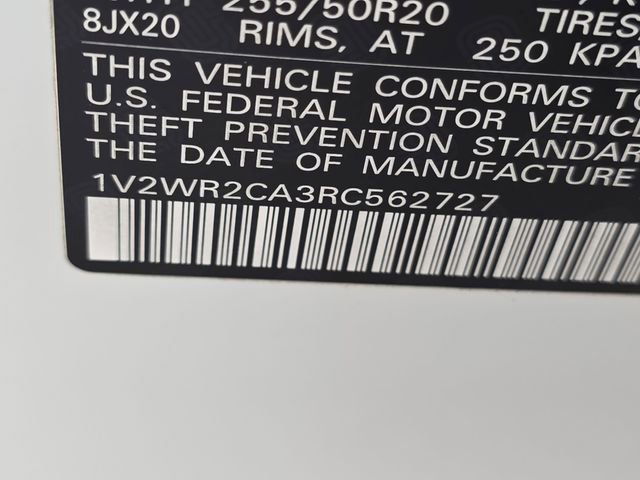 255/50R20 TIRES
8JX20 RIMS, AT 250 KPA
THIS VEHICLE CONFORMS TO
U.S. FEDERAL MOTOR VEHIC
THEFT PREVENTION STANDAR
THE DATE OF MANUFACTURE
1V2WR2CA3RC562727